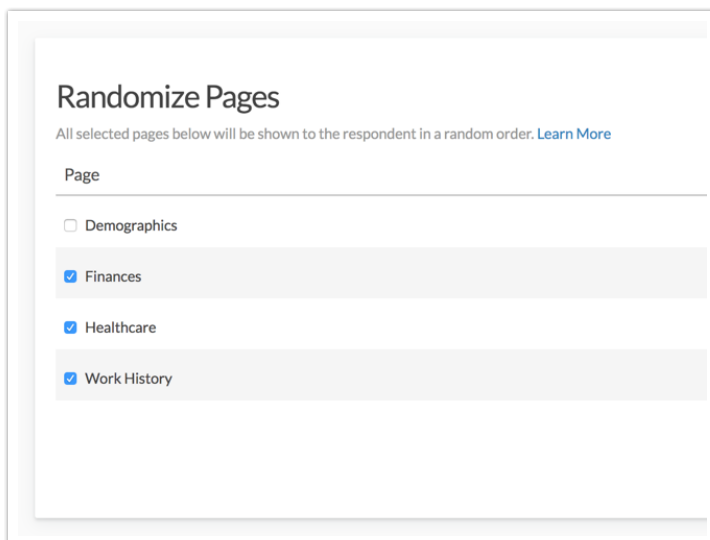 Randomize Pages
All selected pages below will be shown to the respondent in a random order. Learn More
Page
Demographics
Finances
Healthcare
Work History